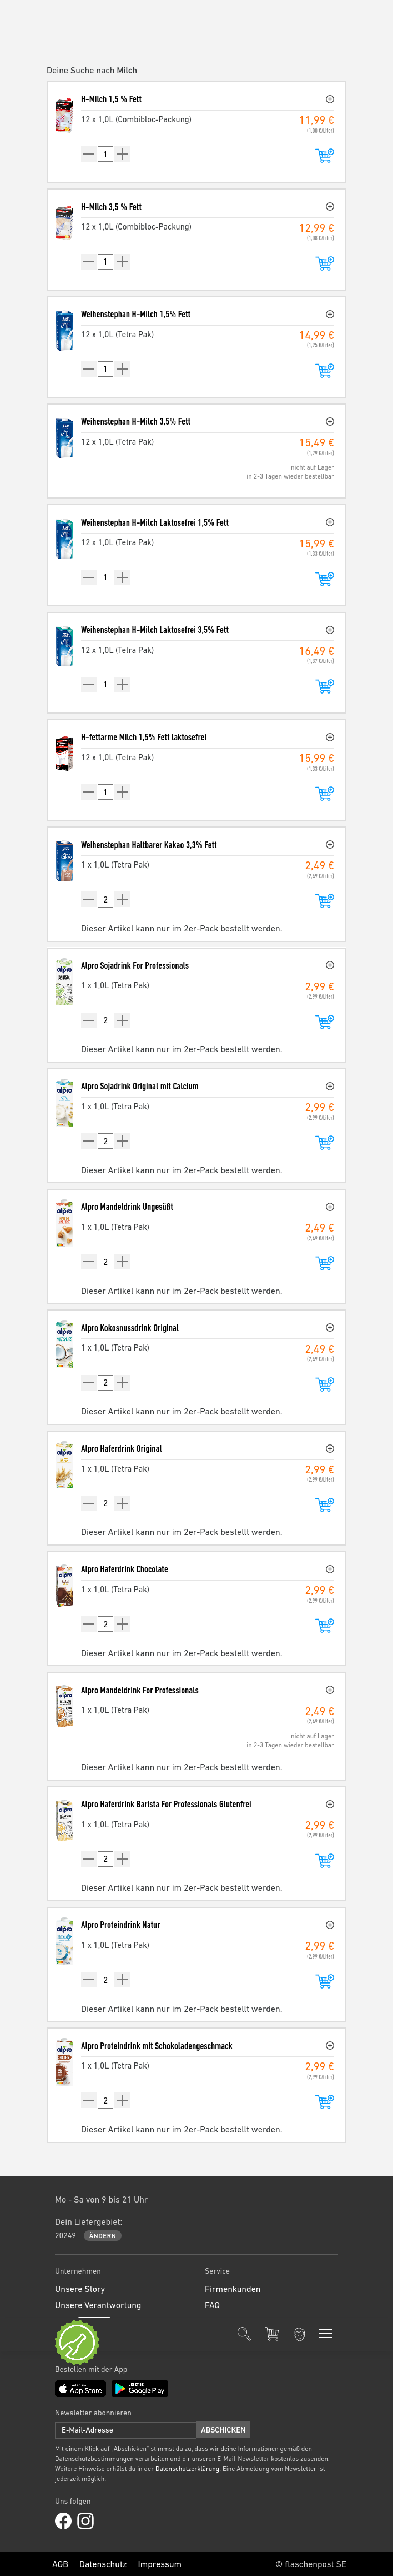 Deine Suche nach Milch
H-Milch 1,5 % Fett
12 x 1,0L (Combibloc-Packung)
11,99 €
(1,00 €/Liter)
1
H-Milch 3,5 % Fett
12 x 1,0L (Combibloc-Packung)
12,99 €
(1,08 €/Liter)
1
Weihenstephan H-Milch 1,5% Fett
12 x 1,0L (Tetra Pak)
14,99 €
(1,25 €/Liter)
1
Weihenstephan H-Milch 3,5% Fett
12 x 1,0L (Tetra Pak)
15,49 €
(1,29 €/Liter)
nicht auf Lager
in 2-3 Tagen wieder bestellbar
Weihenstephan H-Milch Laktosefrei 1,5% Fett
12 x 1,0L (Tetra Pak)
15,99 €
(1,33 €/Liter)
1
Weihenstephan H-Milch Laktosefrei 3,5% Fett
12 x 1,0L (Tetra Pak)
16,49 €
(1,37 €/Liter)
1
H-fettarme Milch 1,5% Fett laktosefrei
12 x 1,0L (Tetra Pak)
15,99 €
(1,33 €/Liter)
1
Weihenstephan Haltbarer Kakao 3,3% Fett
1 x 1,0L (Tetra Pak)
2,49 €
(2,49 €/Liter)
2
Dieser Artikel kann nur im 2er-Pack bestellt werden.
Alpro Sojadrink For Professionals
1 x 1,0L (Tetra Pak)
2,99 €
(2,99 €/Liter)
2
Dieser Artikel kann nur im 2er-Pack bestellt werden.
Alpro Sojadrink Original mit Calcium
1 x 1,0L (Tetra Pak)
2,99 €
(2,99 €/Liter)
2
Dieser Artikel kann nur im 2er-Pack bestellt werden.
Alpro Mandeldrink Ungesüßt
1 x 1,0L (Tetra Pak)
2,49 €
(2,49 €/Liter)
2
Dieser Artikel kann nur im 2er-Pack bestellt werden.
Alpro Kokosnussdrink Original
1 x 1,0L (Tetra Pak)
2,49 €
(2,49 €/Liter)
2
Dieser Artikel kann nur im 2er-Pack bestellt werden.
Alpro Haferdrink Original
1 x 1,0L (Tetra Pak)
2,99 €
(2,99 €/Liter)
2
Dieser Artikel kann nur im 2er-Pack bestellt werden.
Alpro Haferdrink Chocolate
1 x 1,0L (Tetra Pak)
2,99 €
(2,99 €/Liter)
2
Dieser Artikel kann nur im 2er-Pack bestellt werden.
Alpro Mandeldrink For Professionals
1 x 1,0L (Tetra Pak)
2,49 €
(2,49 €/Liter)
nicht auf Lager
in 2-3 Tagen wieder bestellbar
Dieser Artikel kann nur im 2er-Pack bestellt werden.
Alpro Haferdrink Barista For Professionals Glutenfrei
1 x 1,0L (Tetra Pak)
2,99 €
(2,99 €/Liter)
2
Dieser Artikel kann nur im 2er-Pack bestellt werden.
Alpro Proteindrink Natur
1 x 1,0L (Tetra Pak)
2,99 €
(2,99 €/Liter)
2
Dieser Artikel kann nur im 2er-Pack bestellt werden.
Alpro Proteindrink mit Schokoladengeschmack
1 x 1,0L (Tetra Pak)
2,99 €
(2,99 €/Liter)
2
Dieser Artikel kann nur im 2er-Pack bestellt werden.
Mo - Sa von 9 bis 21 Uhr
Dein Liefergebiet:
20249 ÄNDERN
Unternehmen
Unsere Story
Unsere Verantwortung
Service
Firmenkunden
FAQ
Bestellen mit der App
Laden im
App Store
JETZT BEI
Google Play
Newsletter abonnieren
E-Mail-Adresse ABSCHICKEN
Mit einem Klick auf „Abschicken" stimmst du zu, dass wir deine Informationen gemäß den
Datenschutzbestimmungen verarbeiten und dir unseren E-Mail-Newsletter kostenlos zusenden.
Weitere Hinweise erhälst du in der Datenschutzerklärung. Eine Abmeldung vom Newsletter ist
jederzeit möglich.
Uns folgen
AGB Datenschutz Impressum © flaschenpost SE